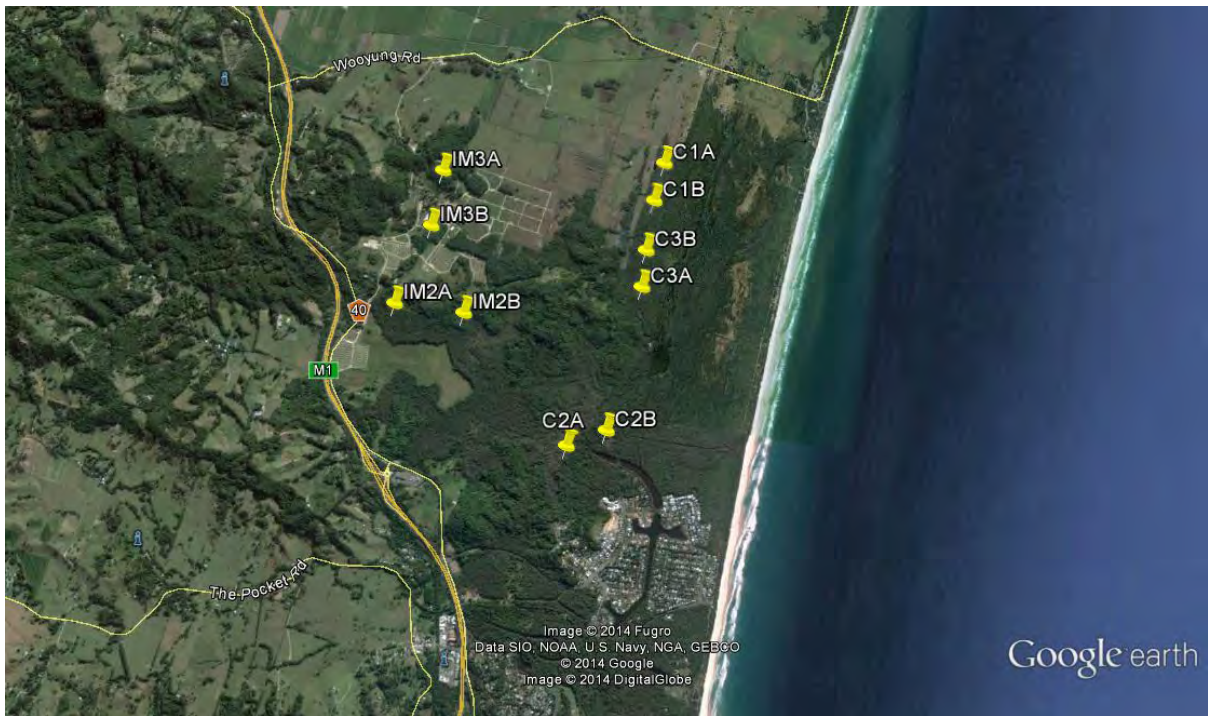 Wooyung Rd
IM3A
C1A
C1B
IM3B
C3B
C3A
IM2A
IM2B
40
M1
C2A
C2B
The Pocket Rd
Image © 2014 Fugro
Data SIO, NOAA, U.S. Navy, NGA, GEBCO
© 2014 Google
Image © 2014 DigitalGlobe
Google earth